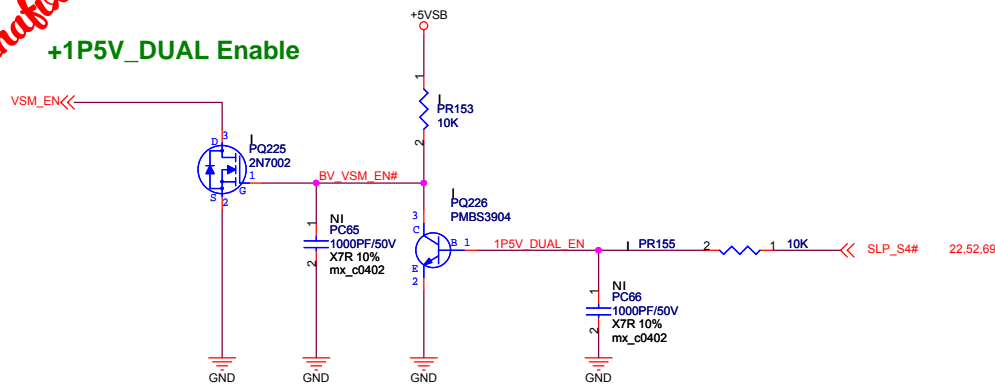 +5VSB
+1P5V_DUAL Enable
VSM_EN
1
I
PR153
10K
2
D
3
I
PQ225
2N7002
1
G
S
2
BV_VSM_EN#
I
PQ226
PMBS3904
3
C
B
1
E
2
1P5V_DUAL_EN
I
PR155
2
1
10K
SLP_S4#
22,52,69
1
NI
PC65
1000PF/50V
X7R 10%
mx_c0402
2
1
NI
PC66
1000PF/50V
X7R 10%
mx_c0402
2
GND
GND
GND
GND